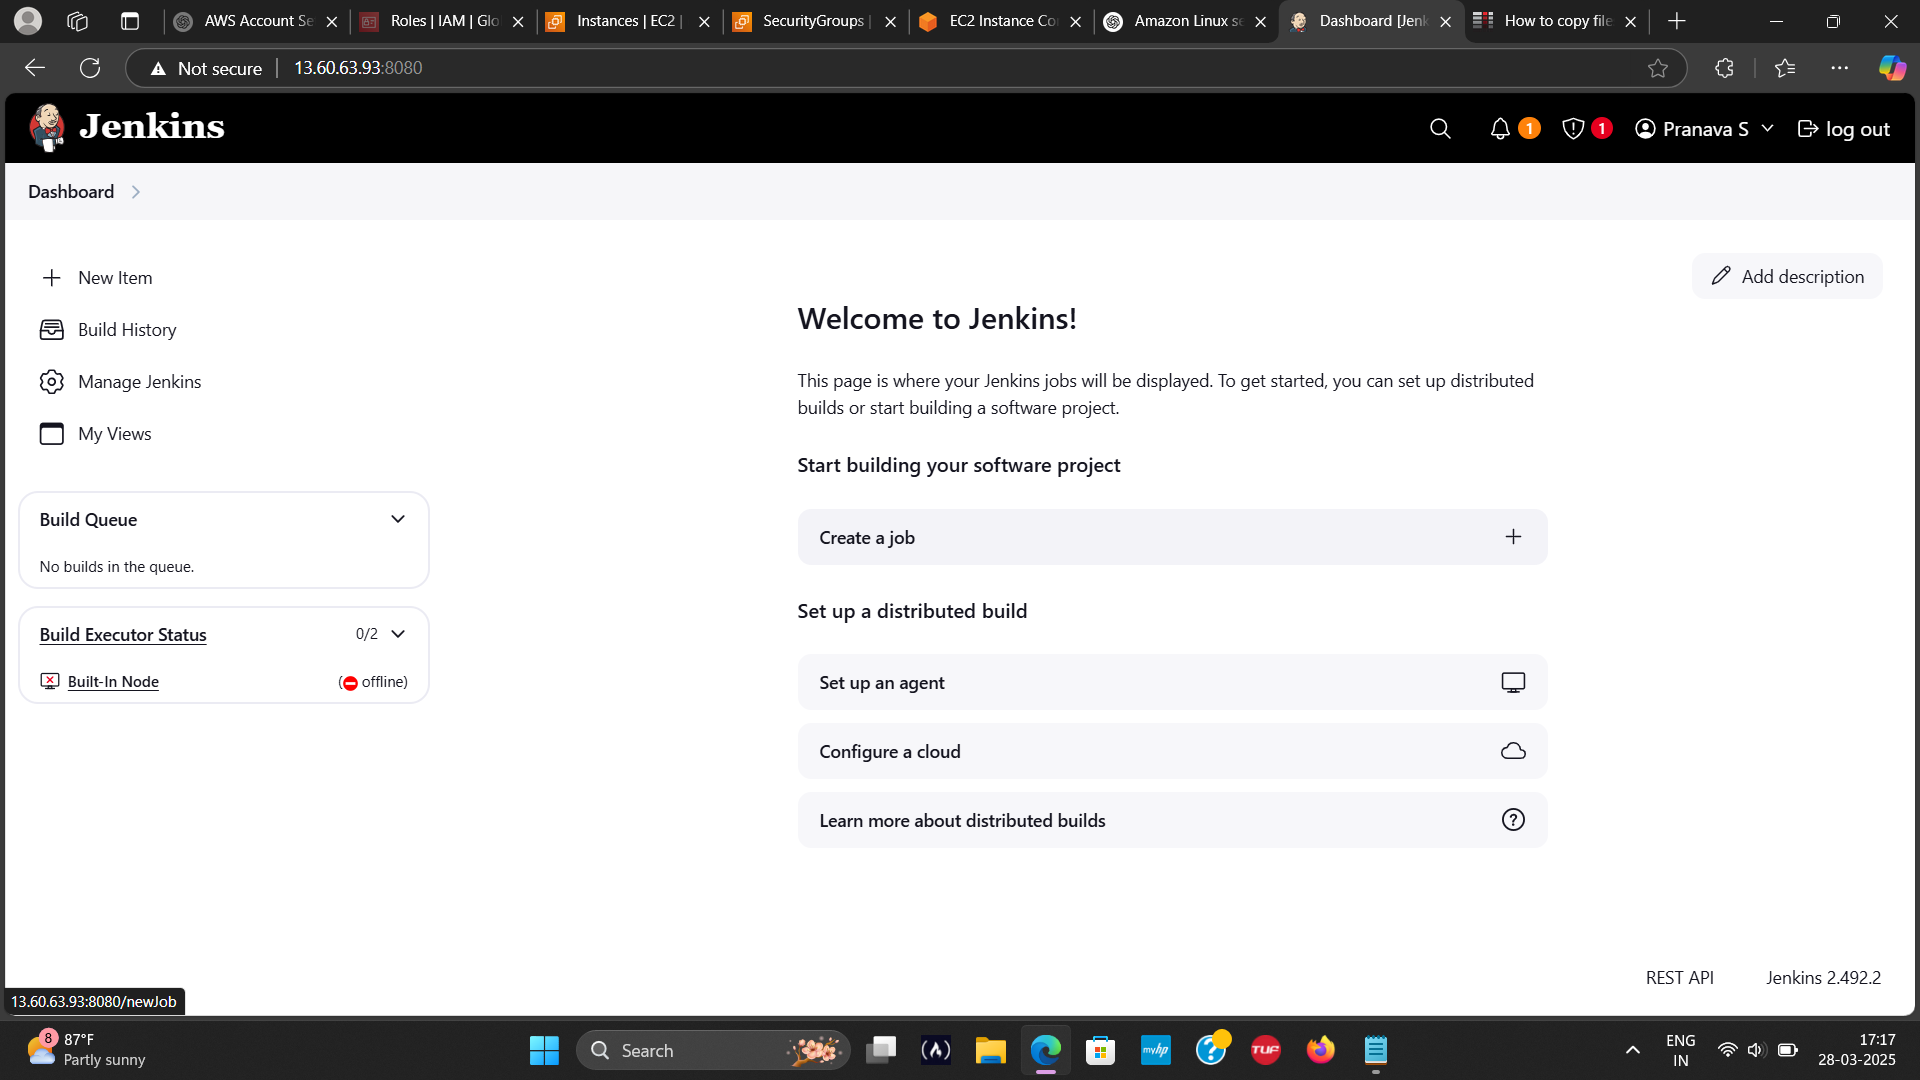 AWS Account Se
Roles | IAM | Glo
Instances | EC2 |
SecurityGroups |
EC2 Instance Co
Amazon Linux se
Dashboard [Jenk
How to copy file
Not secure
13.60.63.93:8080
Jenkins
1
1
Pranava S
log out
Dashboard
New Item
Build History
Manage Jenkins
My Views
Build Queue
No builds in the queue.
Build Executor Status
0/2
Built-In Node
(offline)
Add description
Welcome to Jenkins!
This page is where your Jenkins jobs will be displayed. To get started, you can set up distributed
builds or start building a software project.
Start building your software project
Create a job
Set up a distributed build
Set up an agent
Configure a cloud
Learn more about distributed builds
REST API
Jenkins 2.492.2
13.60.63.93:8080/newJob
8
87°F
Partly sunny
Search
myhp
TUF
ENG
IN
17:17
28-03-2025